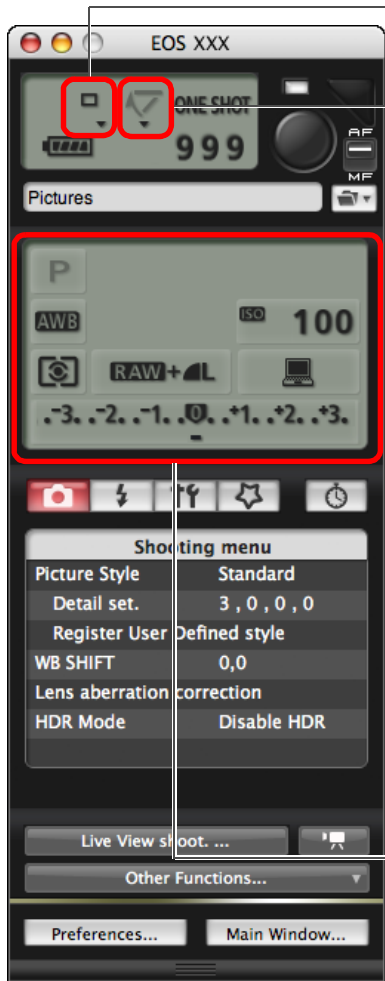 EOS XXX
ONE SHOT
999
AF
MF
Pictures
P
AWB
ISO 100
RAW+L
.-3. .-2. .-1. .0. .+1. .+2. .+3.
Shooting menu
Picture Style Standard
Detail set. 3 , 0 , 0 , 0
Register User Defined style
WB SHIFT 0,0
Lens aberration correction
HDR Mode Disable HDR
Live View shoot. ...
Other Functions...
Preferences... Main Window...